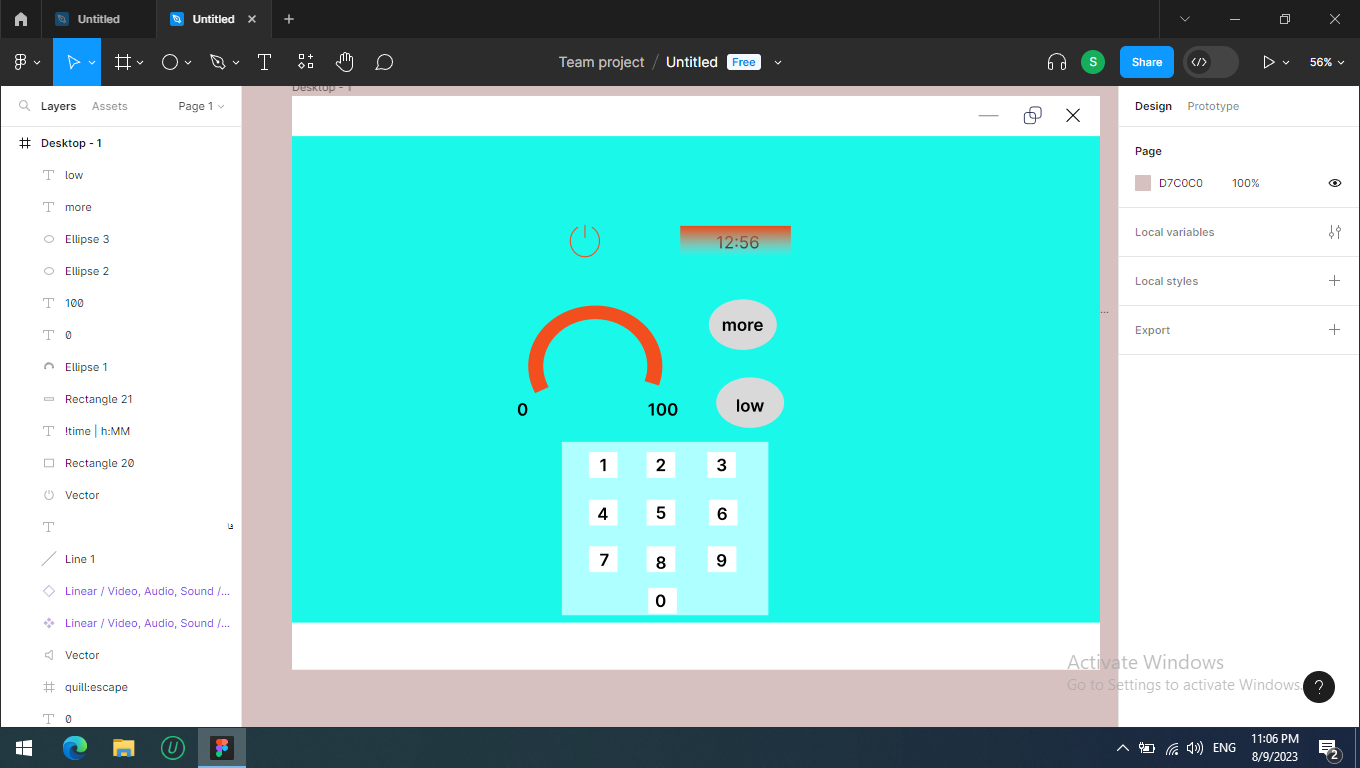 Untitled
Untitled
Team project / Untitled Free
S
Share
56%
Layers Assets Page 1
Desktop - 1
low
more
Ellipse 3
Ellipse 2
100
0
Ellipse 1
Rectangle 21
!time | h:MM
Rectangle 20
Vector
Line 1
Linear / Video, Audio, Sound /...
Linear / Video, Audio, Sound /...
Vector
quill:escape
0
Desktop - 1
12:56
more
low
0 100
1 2 3
4 5 6
7 8 9
0
...
Design Prototype
Page
D7C0C0 100%
Local variables
Local styles
Export
Activate Windows
Go to Settings to activate Windows.
?
ENG
11:06 PM
8/9/2023
2